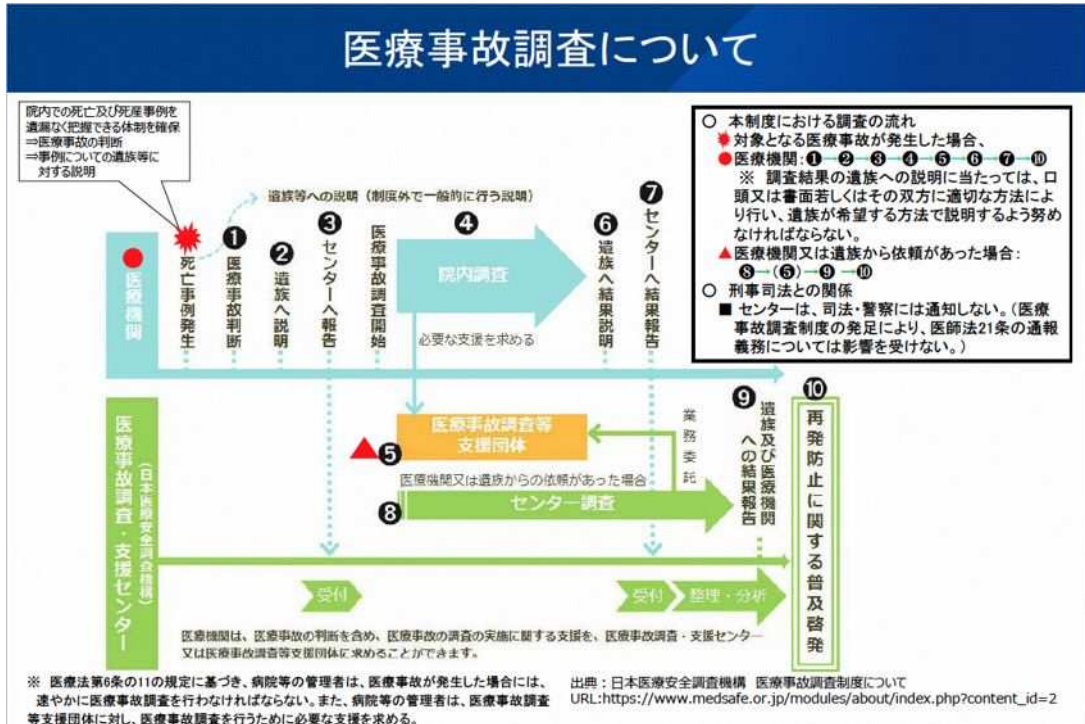 医療事故調査について
院内での死亡及び死産事例を
遺漏なく把握できる体制を確保
⇒医療事故の判断
⇒事例についての遺族等に
対する説明
○ 本制度における調査の流れ
対象となる医療事故が発生した場合、
●医療機関：❶→❷→❸→❹→❺→❻→❼→❿
※ 調査結果の遺族への説明に当たっては、口
頭又は書面若しくはその双方に適切な方法によ
り行い、遺族が希望する方法で説明するよう努め
なければならない。
▲医療機関又は遺族から依頼があった場合：
❽→(❺)→❾→❿
○ 刑事司法との関係
■ センターは、司法・警察には通知しない。（医療
事故調査制度の発足により、医師法21条の通報
義務については影響を受けない。）
遺族等への説明（制度外で一般的に行う説明）
●医療機関
死亡事例発生
❶医療事故判断
❷遺族へ説明
❸センターへ報告
医療事故調査開始
❹
院内調査
❻遺族へ結果説明
❼センターへ結果報告
必要な支援を求める
医療事故調査・支援センター
（日本医療安全調査機構）
▲❺
医療事故調査等
支援団体
業務委託
医療機関又は遺族からの依頼があった場合
❽
センター調査
❾
遺族及び医療機関
への結果報告
❿
再発防止に関する普及啓発
受付
受付
整理・分析
医療機関は、医療事故の判断を含め、医療事故の調査の実施に関する支援を、医療事故調査・支援センター
又は医療事故調査等支援団体に求めることができます。
※ 医療法第6条の11の規定に基づき、病院等の管理者は、医療事故が発生した場合には、
速やかに医療事故調査を行わなければならない。また、病院等の管理者は、医療事故調査
等支援団体に対し、医療事故調査を行うために必要な支援を求める。
出典：日本医療安全調査機構 医療事故調査制度について
URL:https://www.medsafe.or.jp/modules/about/index.php?content_id=2